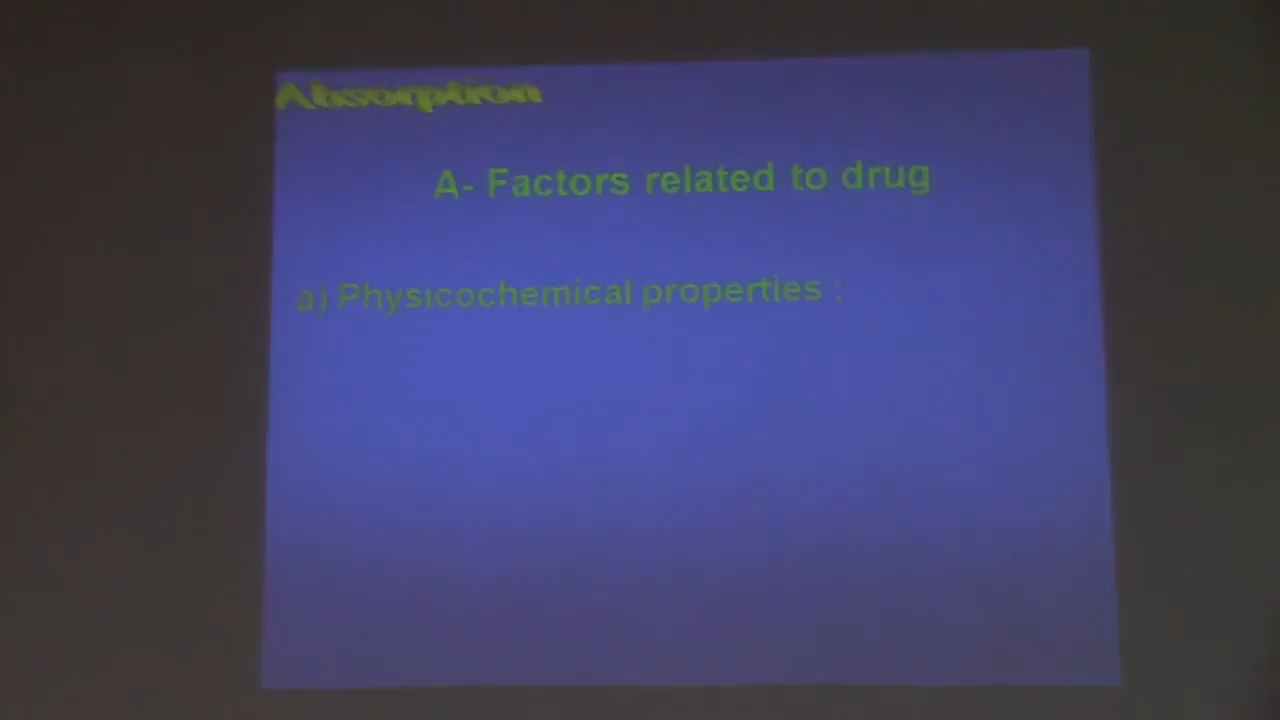 Absorption
A- Factors related to drug
a) Physicochemical properties :